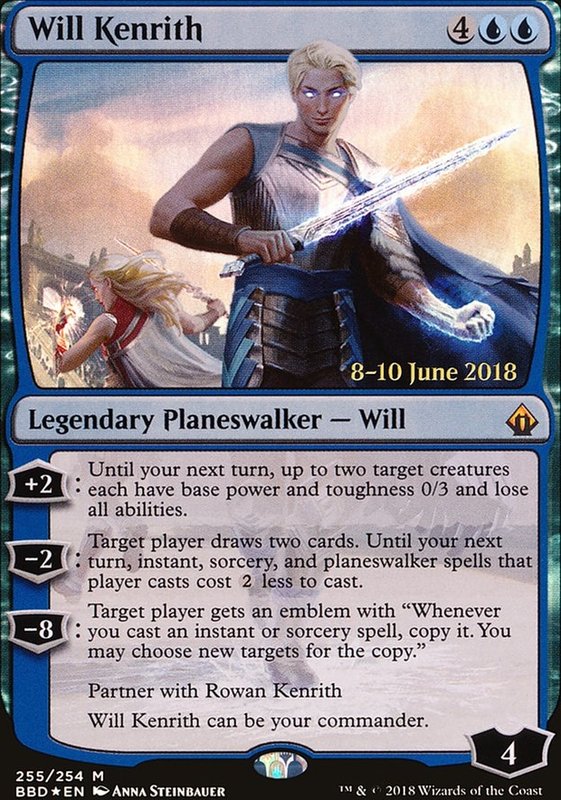 Will Kenrith 4
8–10 June 2018
Legendary Planeswalker — Will
+2 : Until your next turn, up to two target creatures
each have base power and toughness 0/3 and lose
all abilities.
−2 : Target player draws two cards. Until your next
turn, instant, sorcery, and planeswalker spells that
player casts cost 2 less to cast.
−8 : Target player gets an emblem with “Whenever
you cast an instant or sorcery spell, copy it. You
may choose new targets for the copy.”
Partner with Rowan Kenrith
Will Kenrith can be your commander.
4
255/254 M
BBD★EN Anna Steinbauer
™ & © 2018 Wizards of the Coast